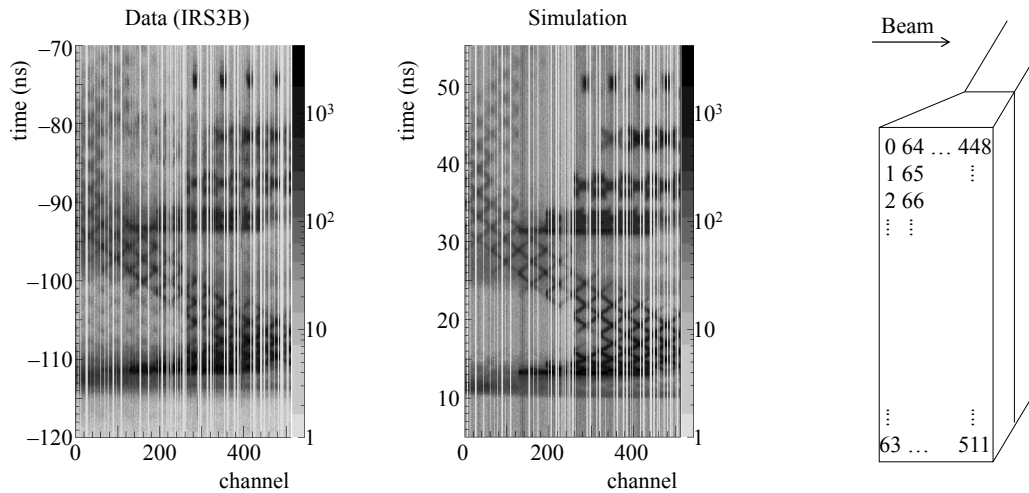 Data (IRS3B)
time (ns)
−70
−80
−90
−100
−110
−120
0
200
400
channel
10³
10²
10
1
Simulation
time (ns)
50
40
30
20
10
0
200
400
channel
10³
10²
10
1
Beam
0 64 … 448
1 65 ⋮
2 66
⋮ ⋮
⋮ ⋮
63 … 511